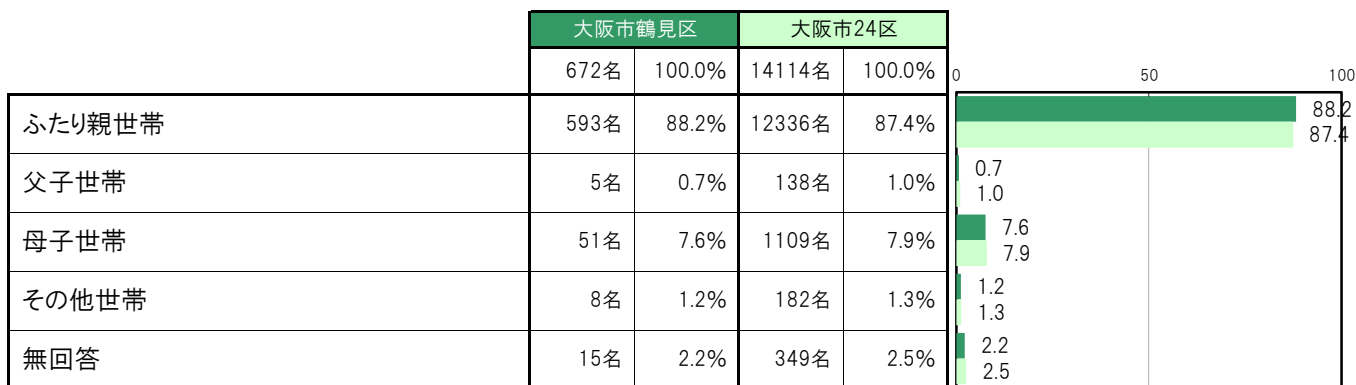 大阪市鶴見区 大阪市24区
672名 100.0% 14114名 100.0% 0 50 100
ふたり親世帯 593名 88.2% 12336名 87.4% 88.2
87.4
父子世帯 5名 0.7% 138名 1.0% 0.7
1.0
母子世帯 51名 7.6% 1109名 7.9% 7.6
7.9
その他世帯 8名 1.2% 182名 1.3% 1.2
1.3
無回答 15名 2.2% 349名 2.5% 2.2
2.5